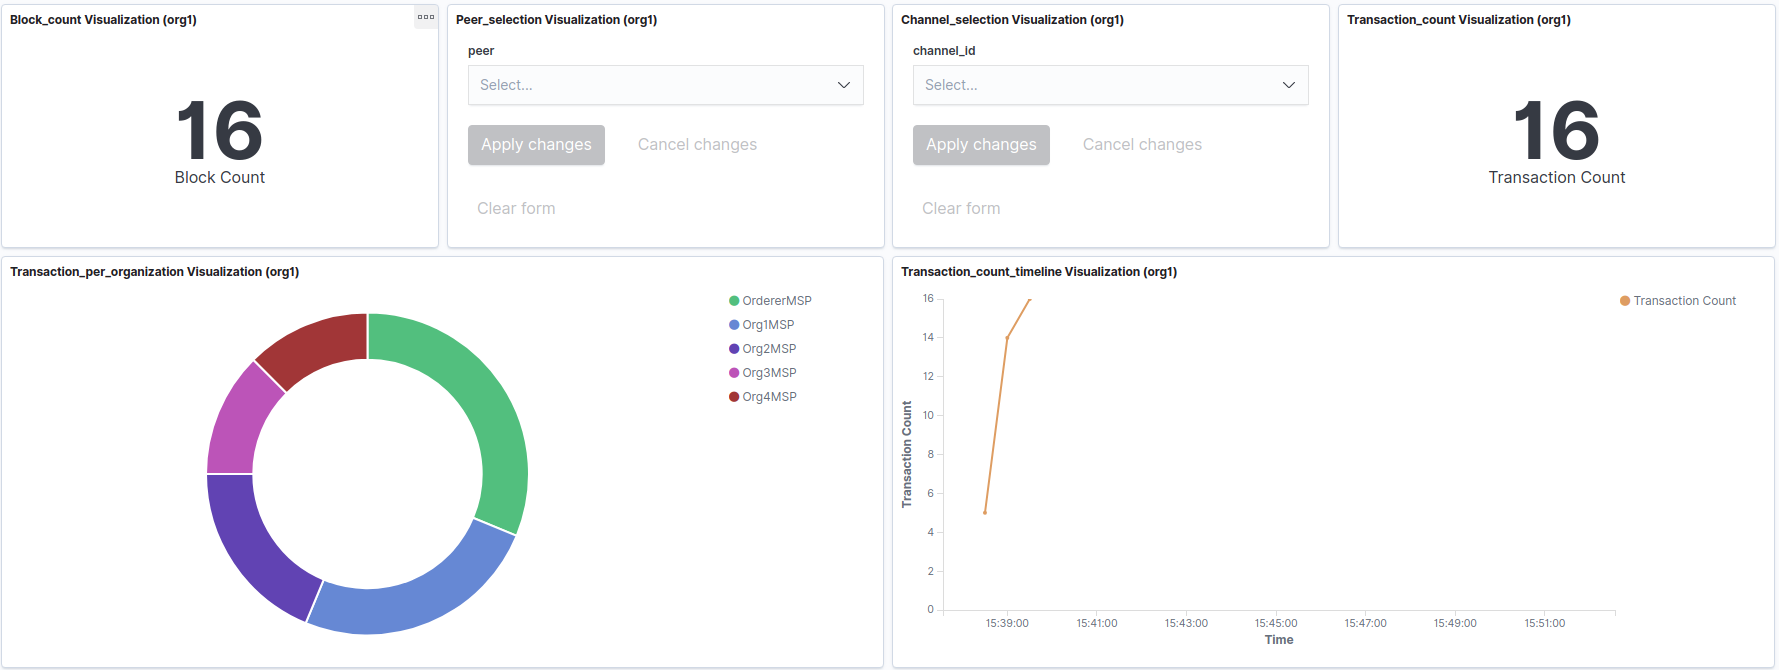 Block_count Visualization (org1)
16
Block Count
Peer_selection Visualization (org1)
peer
Select...
Apply changes
Cancel changes
Clear form
Channel_selection Visualization (org1)
channel_id
Select...
Apply changes
Cancel changes
Clear form
Transaction_count Visualization (org1)
16
Transaction Count
Transaction_per_organization Visualization (org1)
OrdererMSP
Org1MSP
Org2MSP
Org3MSP
Org4MSP
Transaction_count_timeline Visualization (org1)
Transaction Count
16
14
12
10
8
6
4
2
0
Transaction Count
15:39:00
15:41:00
15:43:00
15:45:00
15:47:00
15:49:00
15:51:00
Time